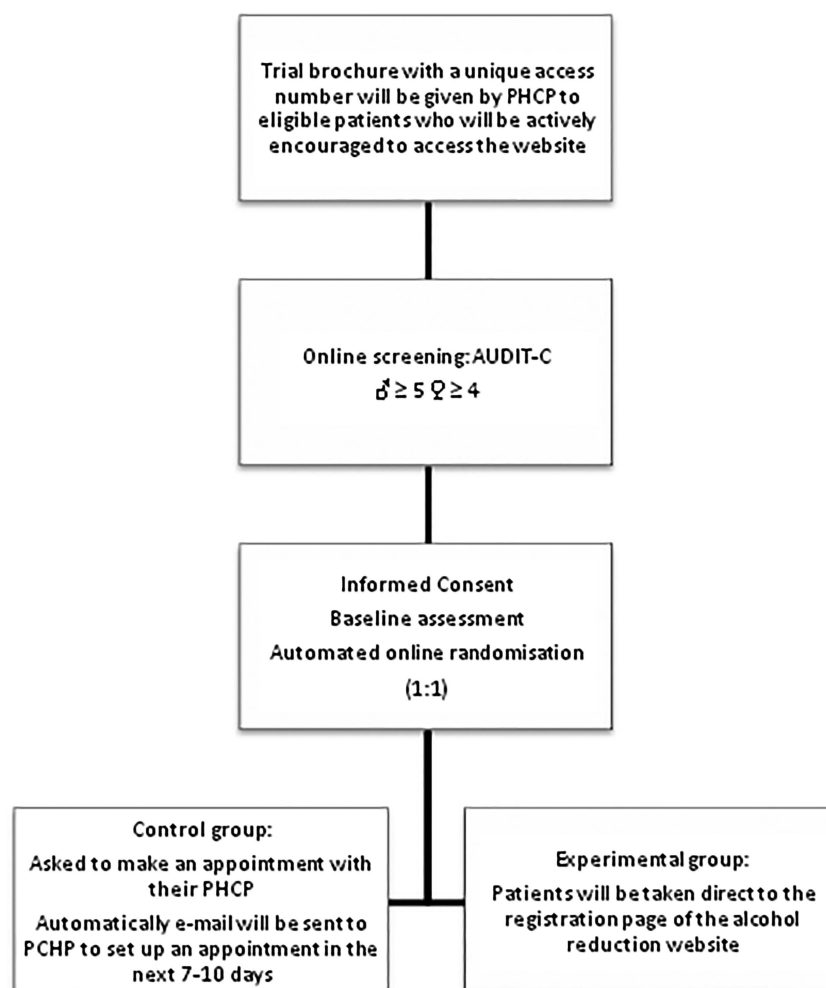 Trial brochure with a unique access
number will be given by PHCP to
eligible patients who will be actively
encouraged to access the website
Online screening: AUDIT-C
♂ ≥ 5 ♀ ≥ 4
Informed Consent
Baseline assessment
Automated online randomisation
(1:1)
Control group:
Asked to make an appointment with
their PHCP
Automatically e-mail will be sent to
PCHP to set up an appointment in the
next 7-10 days
Experimental group:
Patients will be taken direct to the
registration page of the alcohol
reduction website